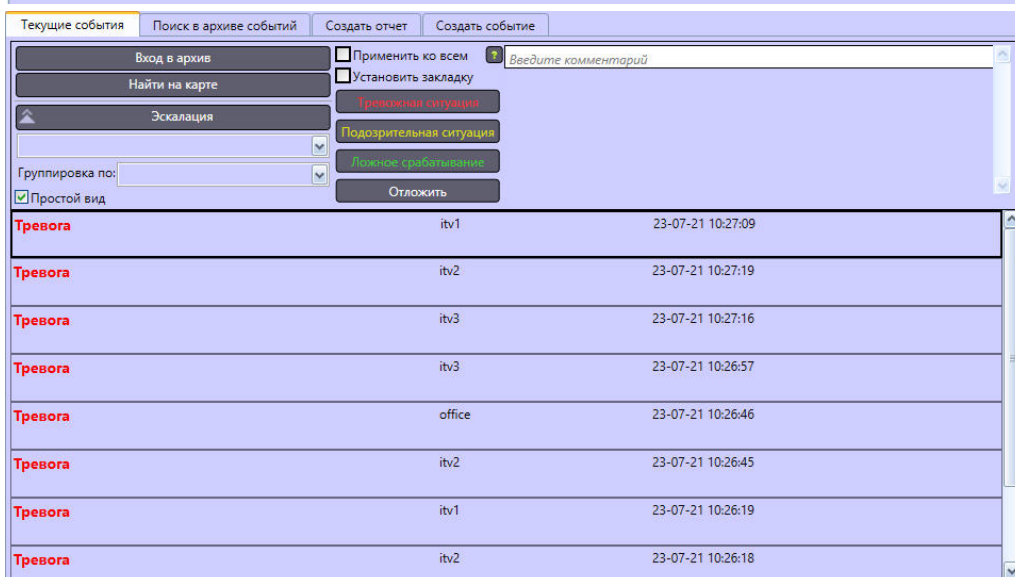 Текущие события Поиск в архиве событий Создать отчет Создать событие
Вход в архив Применить ко всем ? Введите комментарий
Найти на карте Установить закладку
Тревожная ситуация
Эскалация
Подозрительная ситуация
Ложное срабатывание
Группировка по:
Отложить
Простой вид
Тревога itv1 23-07-21 10:27:09
Тревога itv2 23-07-21 10:27:19
Тревога itv3 23-07-21 10:27:16
Тревога itv3 23-07-21 10:26:57
Тревога office 23-07-21 10:26:46
Тревога itv2 23-07-21 10:26:45
Тревога itv1 23-07-21 10:26:19
Тревога itv2 23-07-21 10:26:18